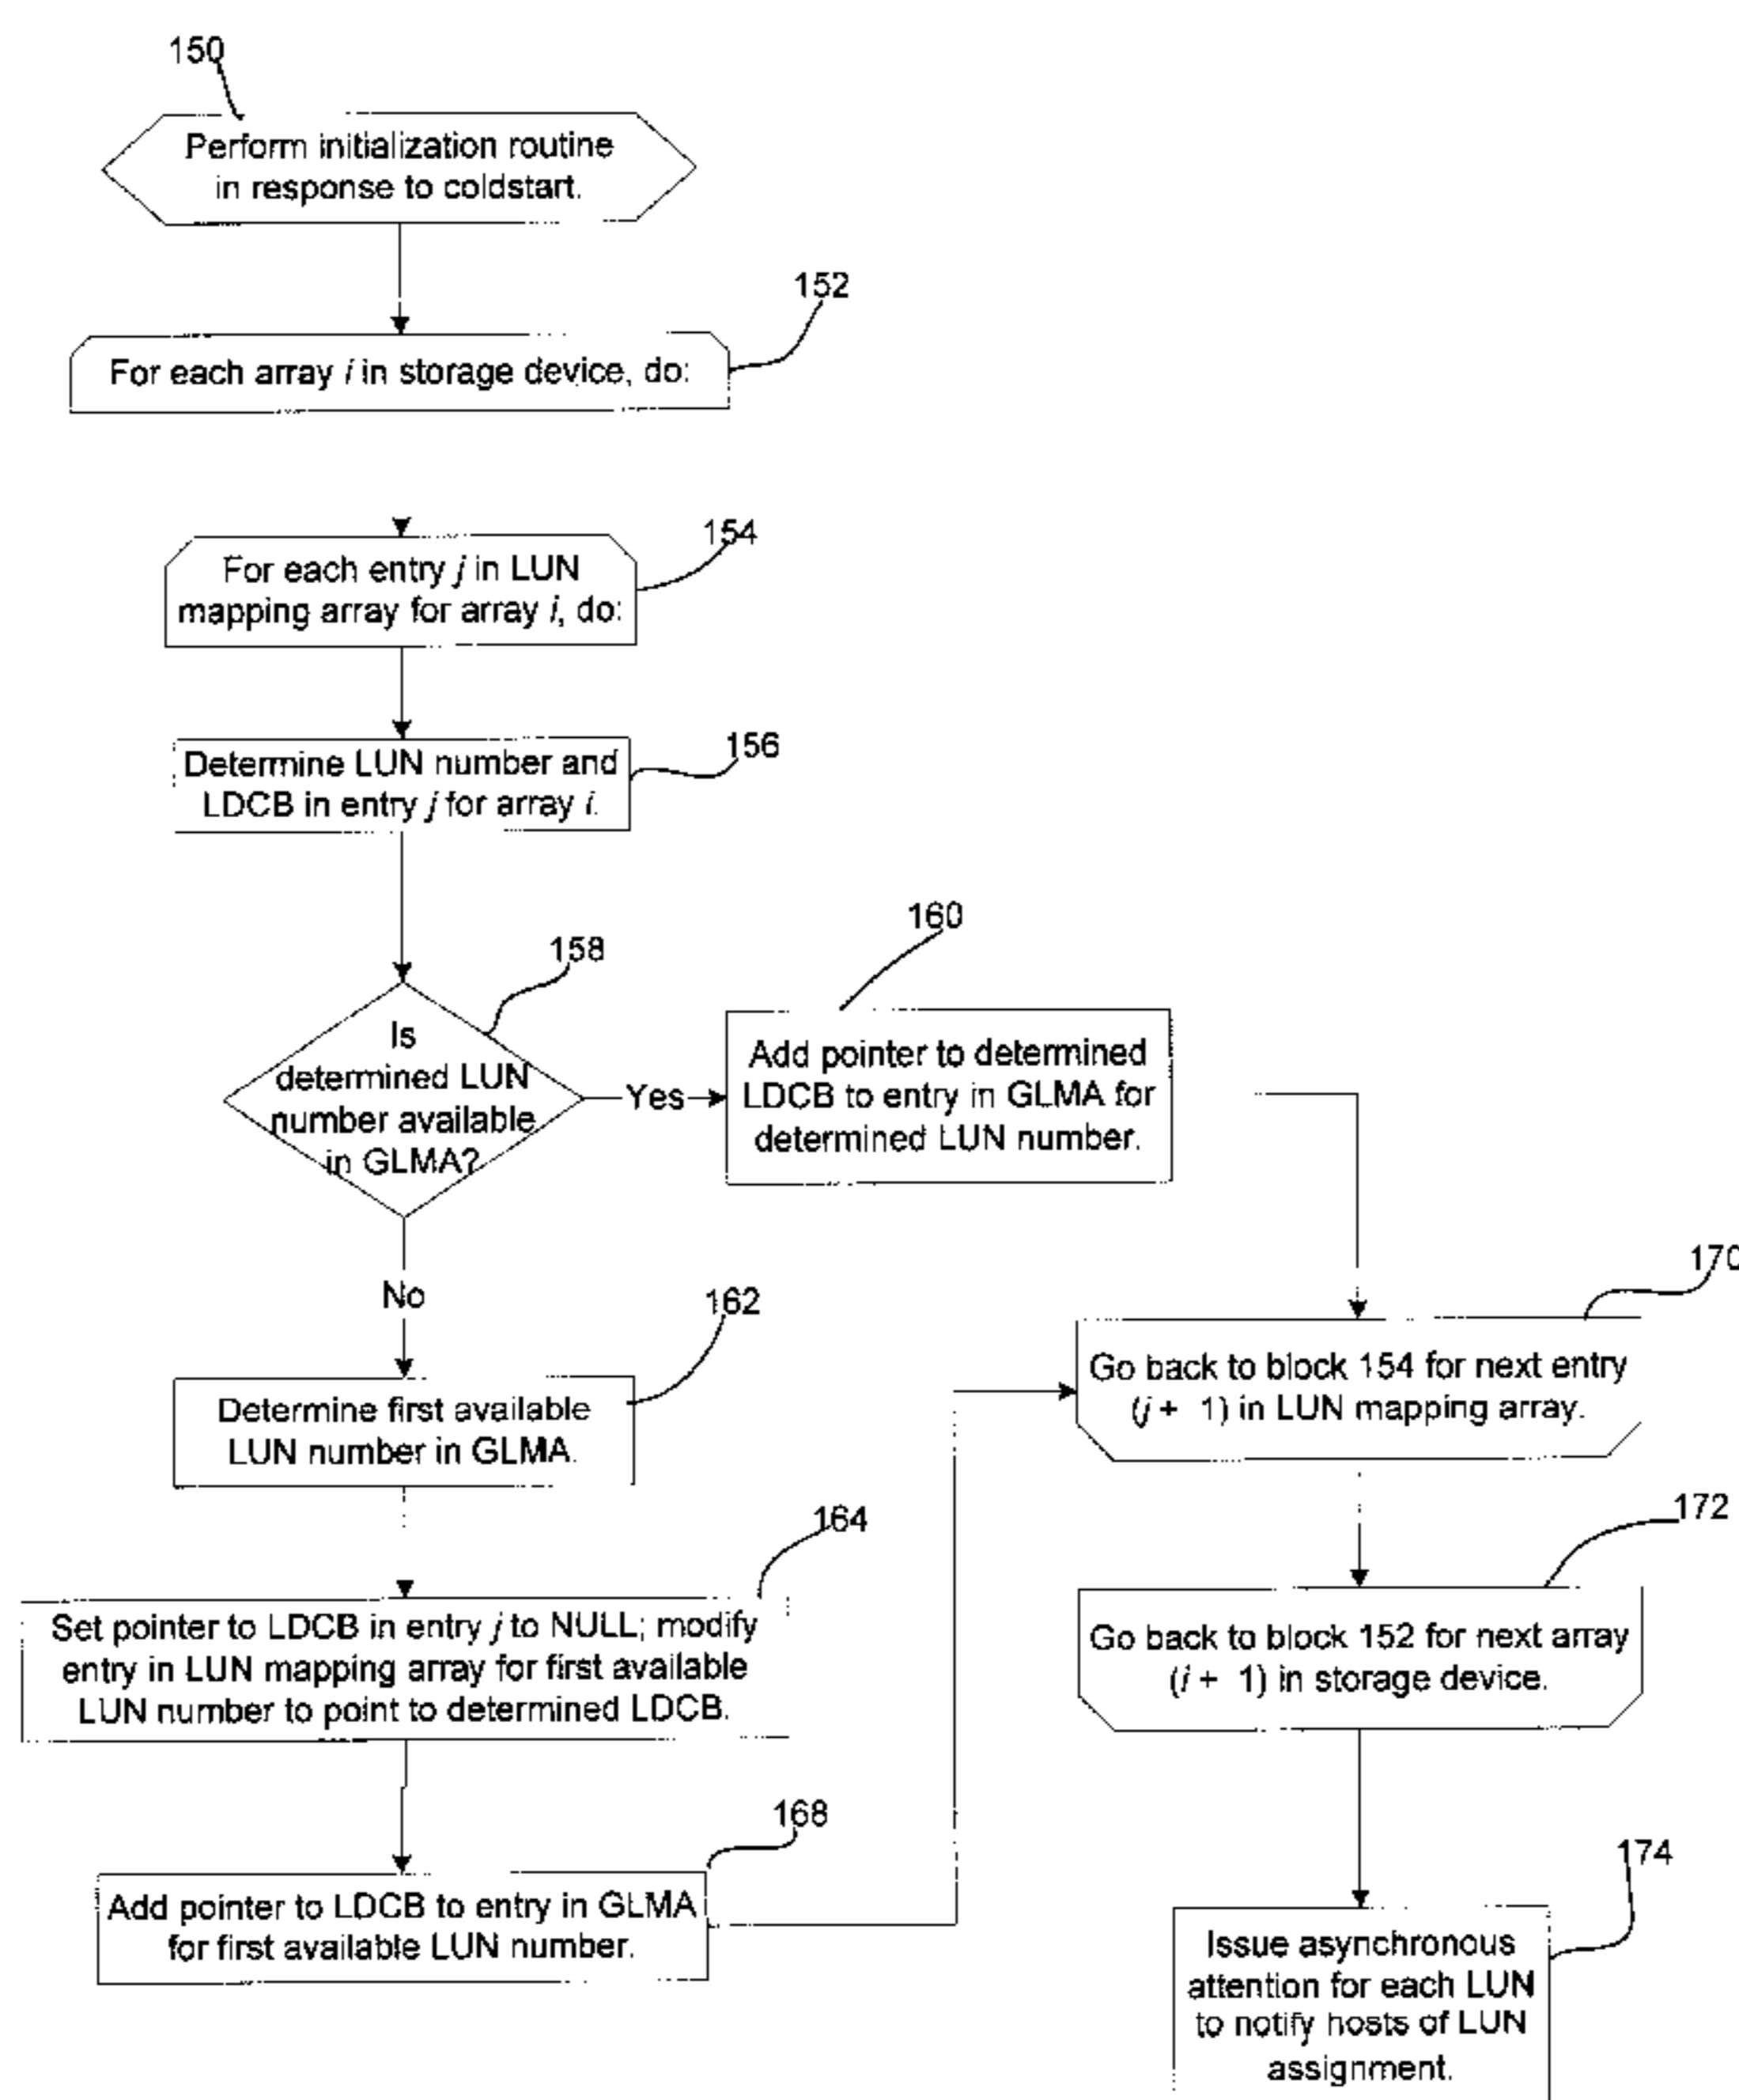 150
Perform initialization routine
in response to coldstart.
152
For each array i in storage device, do:
154
For each entry j in LUN
mapping array for array i, do:
156
Determine LUN number and
LDCB in entry j for array i.
158
Is
determined LUN
number available
in GLMA?
Yes
No
160
Add pointer to determined
LDCB to entry in GLMA for
determined LUN number.
162
Determine first available
LUN number in GLMA.
164
Set pointer to LDCB in entry j to NULL; modify
entry in LUN mapping array for first available
LUN number to point to determined LDCB.
168
Add pointer to LDCB to entry in GLMA
for first available LUN number.
170
Go back to block 154 for next entry
(j + 1) in LUN mapping array.
172
Go back to block 152 for next array
(i + 1) in storage device.
174
Issue asynchronous
attention for each LUN
to notify hosts of LUN
assignment.